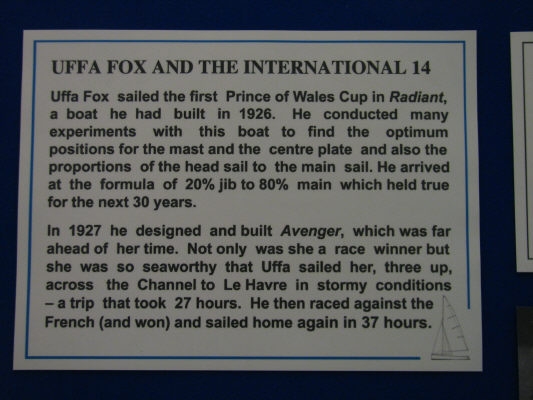 UFFA FOX AND THE INTERNATIONAL 14
Uffa Fox sailed the first Prince of Wales Cup in Radiant,
a boat he had built in 1926. He conducted many
experiments with this boat to find the optimum
positions for the mast and the centre plate and also the
proportions of the head sail to the main sail. He arrived
at the formula of 20% jib to 80% main which held true
for the next 30 years.
In 1927 he designed and built Avenger, which was far
ahead of her time. Not only was she a race winner but
she was so seaworthy that Uffa sailed her, three up,
across the Channel to Le Havre in stormy conditions
– a trip that took 27 hours. He then raced against the
French (and won) and sailed home again in 37 hours.